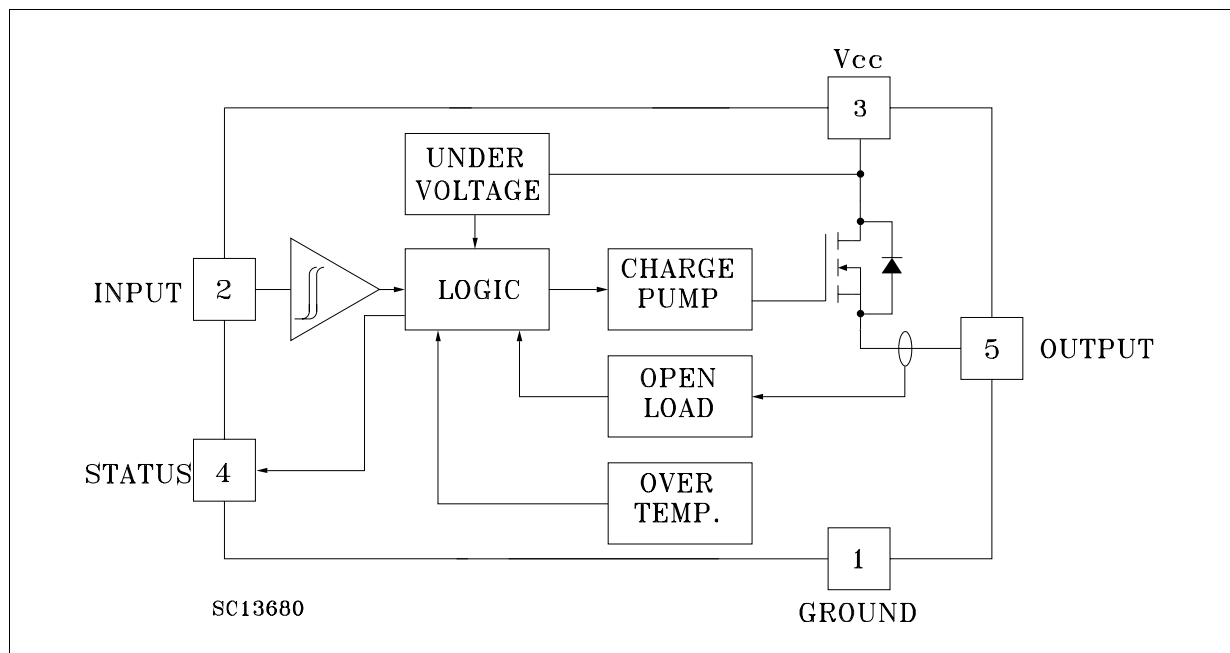 Vcc
3
UNDER
VOLTAGE
INPUT
2
LOGIC
CHARGE
PUMP
5
OUTPUT
OPEN
LOAD
STATUS
4
OVER
TEMP.
1
SC13680
GROUND